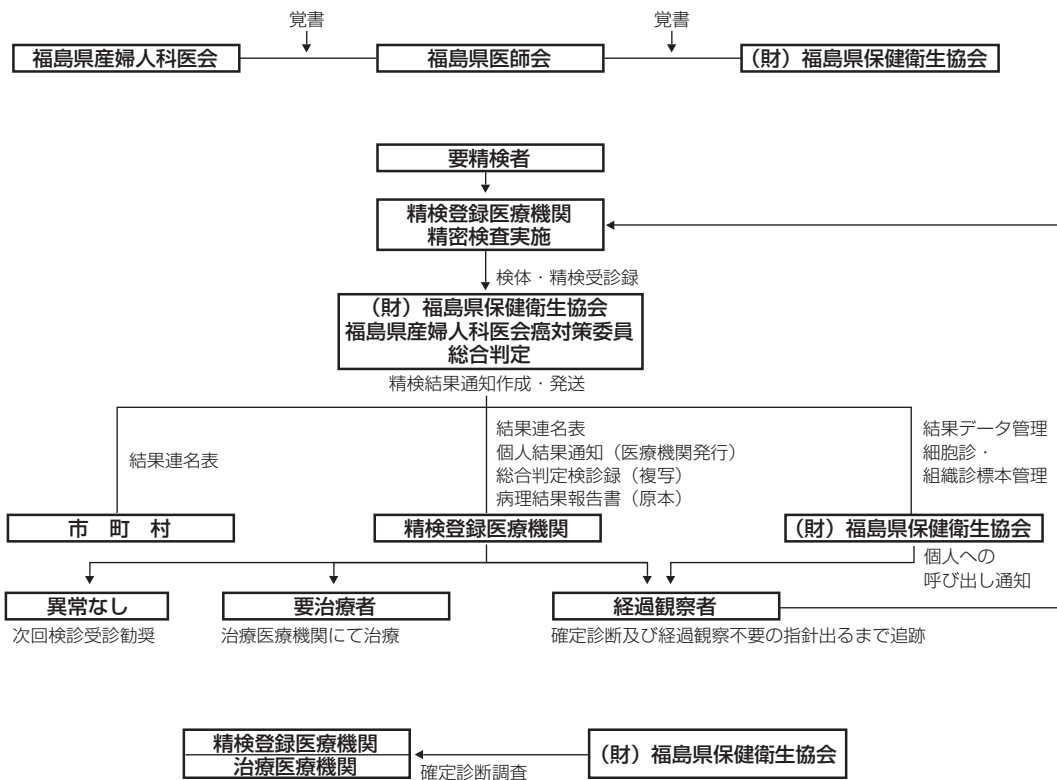 覚書
覚書
福島県産婦人科医会
福島県医師会
（財）福島県保健衛生協会
要精検者
精検登録医療機関
精密検査実施
検体・精検受診録
（財）福島県保健衛生協会
福島県産婦人科医会癌対策委員
総合判定
精検結果通知作成・発送
結果連名表
結果連名表
個人結果通知（医療機関発行）
総合判定検診録（複写）
病理結果報告書（原本）
結果データ管理
細胞診・
組織診標本管理
市　町　村
精検登録医療機関
（財）福島県保健衛生協会
個人への
呼び出し通知
異常なし
要治療者
経過観察者
次回検診受診勧奨
治療医療機関にて治療
確定診断及び経過観察不要の指針出るまで追跡
精検登録医療機関
治療医療機関
確定診断調査
（財）福島県保健衛生協会